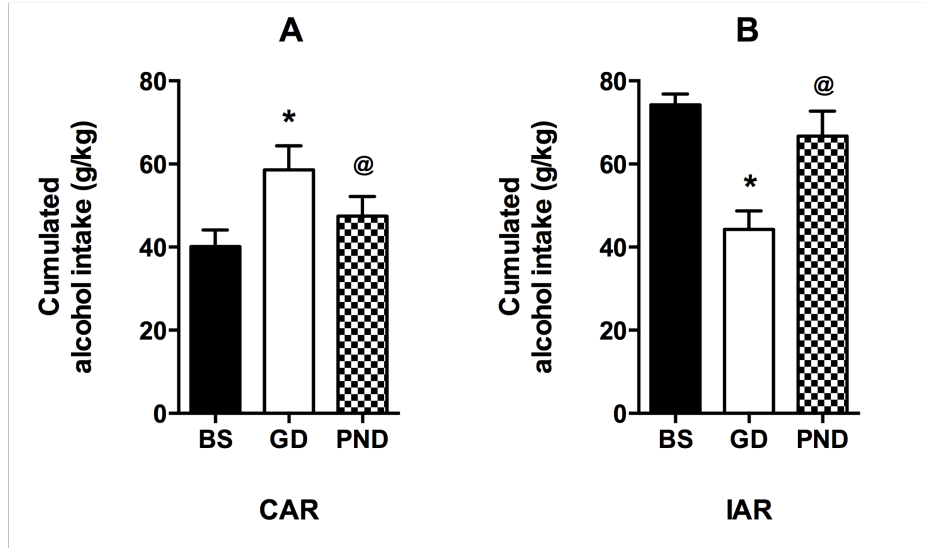 A
Cumulated
alcohol intake (g/kg)
80
60
40
20
0
*
@
BS GD PND
CAR
B
Cumulated
alcohol intake (g/kg)
80
60
40
20
0
*
@
BS GD PND
IAR